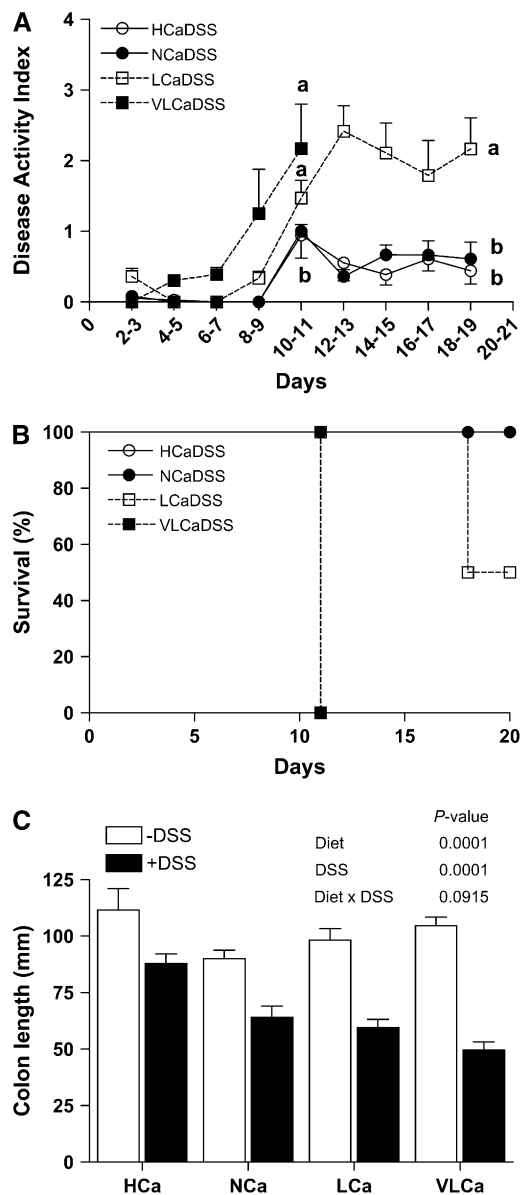 A
4
3
2
1
0
Disease Activity Index
HCaDSS
NCaDSS
LCaDSS
VLCaDSS
a
a
a
b
b
b
0
2-3
4-5
6-7
8-9
10-11
12-13
14-15
16-17
18-19
20-21
Days
B
100
80
60
40
20
0
Survival (%)
HCaDSS
NCaDSS
LCaDSS
VLCaDSS
0 5 10 15 20
Days
C
-DSS
+DSS
P-value
Diet 0.0001
DSS 0.0001
Diet x DSS 0.0915
125
100
75
50
25
0
Colon length (mm)
HCa NCa LCa VLCa